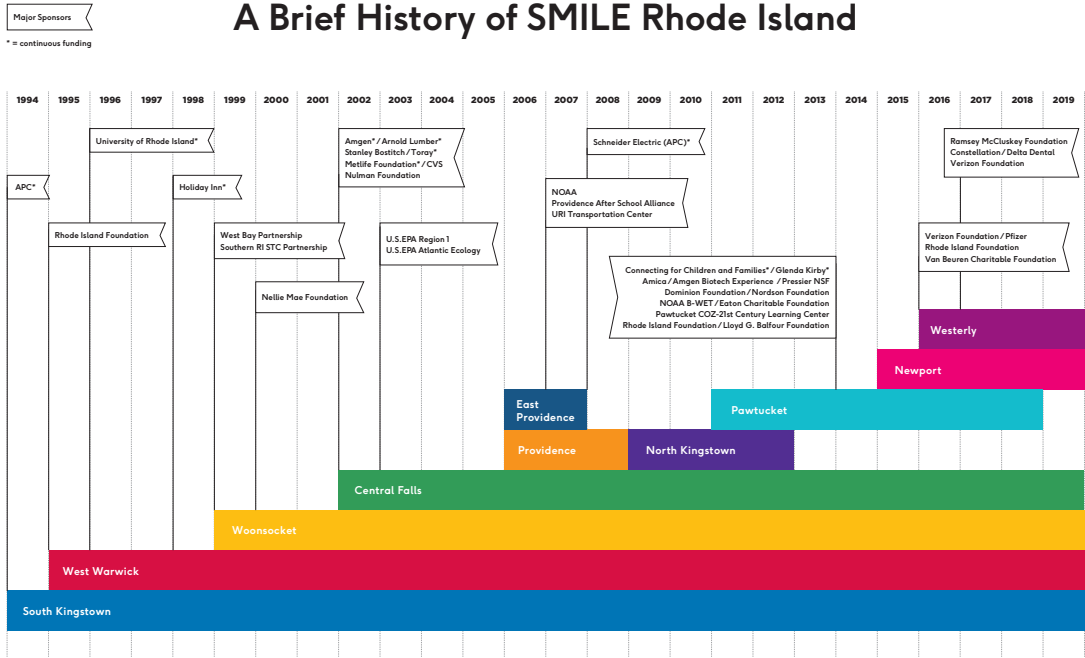 Major Sponsors
* = continuous funding
A Brief History of SMILE Rhode Island
1994 1995 1996 1997 1998 1999 2000 2001 2002 2003 2004 2005 2006 2007 2008 2009 2010 2011 2012 2013 2014 2015 2016 2017 2018 2019
University of Rhode Island*
Amgen* / Arnold Lumber*
Stanley Bostitch / Toray*
Metlife Foundation* / CVS
Nulman Foundation
Schneider Electric (APC)*
Ramsey McCluskey Foundation
Constellation / Delta Dental
Verizon Foundation
APC*
Holiday Inn*
NOAA
Providence After School Alliance
URI Transportation Center
Rhode Island Foundation
West Bay Partnership
Southern RI STC Partnership
U.S.EPA Region 1
U.S.EPA Atlantic Ecology
Verizon Foundation / Pfizer
Rhode Island Foundation
Van Beuren Charitable Foundation
Nellie Mae Foundation
Connecting for Children and Families* / Glenda Kirby*
Amica / Amgen Biotech Experience / Pressier NSF
Dominion Foundation / Nordson Foundation
NOAA B-WET / Eaton Charitable Foundation
Pawtucket COZ-21st Century Learning Center
Rhode Island Foundation / Lloyd G. Balfour Foundation
Westerly
Newport
East
Providence
Pawtucket
Providence
North Kingstown
Central Falls
Woonsocket
West Warwick
South Kingstown